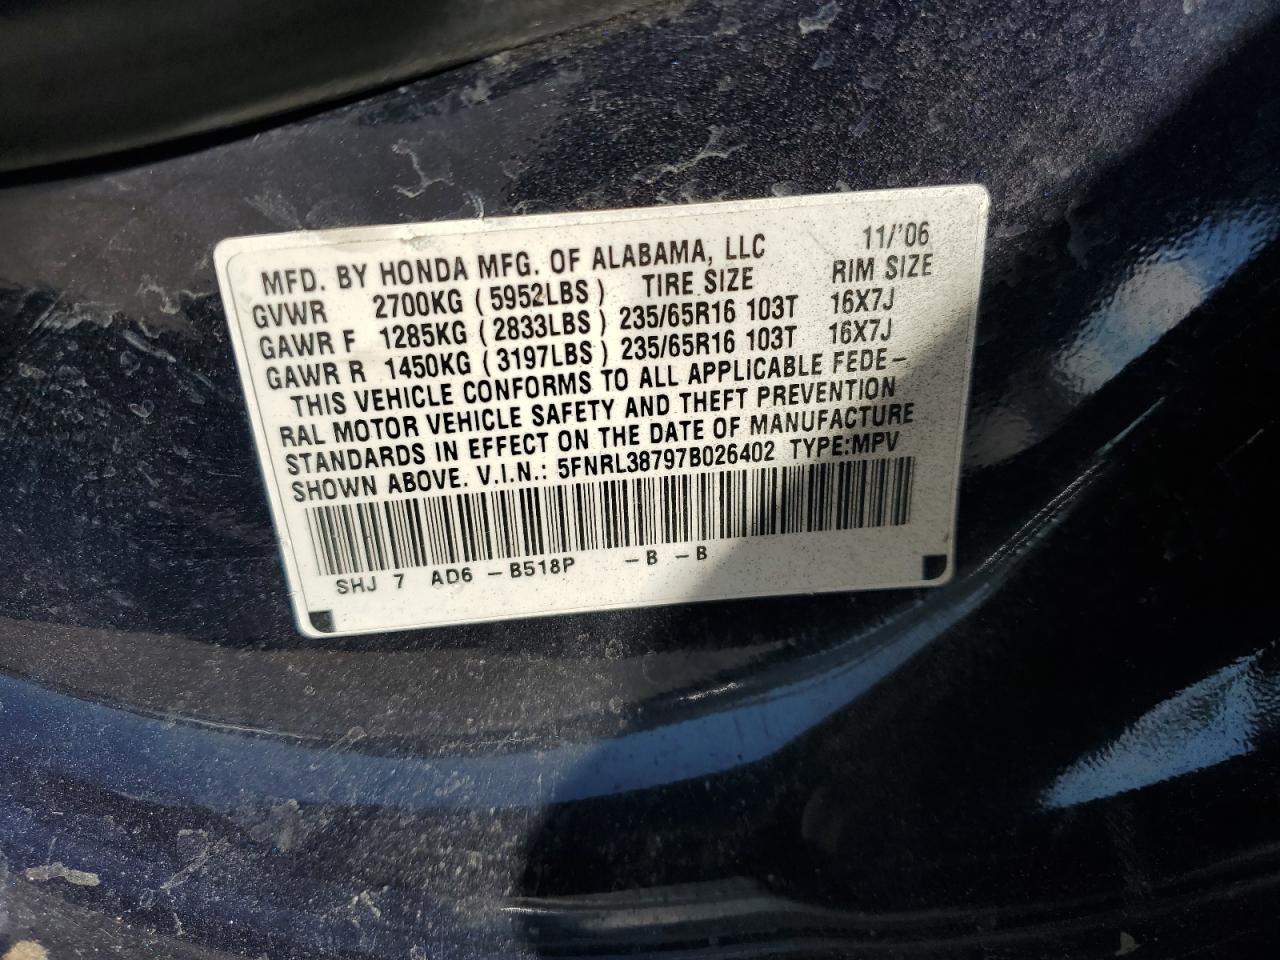 MFD. BY HONDA MFG. OF ALABAMA, LLC 11/'06
GVWR 2700KG (5952LBS) TIRE SIZE RIM SIZE
GAWR F 1285KG (2833LBS) 235/65R16 103T 16X7J
GAWR R 1450KG (3197LBS) 235/65R16 103T 16X7J
THIS VEHICLE CONFORMS TO ALL APPLICABLE FEDE-
RAL MOTOR VEHICLE SAFETY AND THEFT PREVENTION
STANDARDS IN EFFECT ON THE DATE OF MANUFACTURE
SHOWN ABOVE. V.I.N.: 5FNRL38797B026402 TYPE:MPV
SHJ 7 AD6 -B518P -B -B